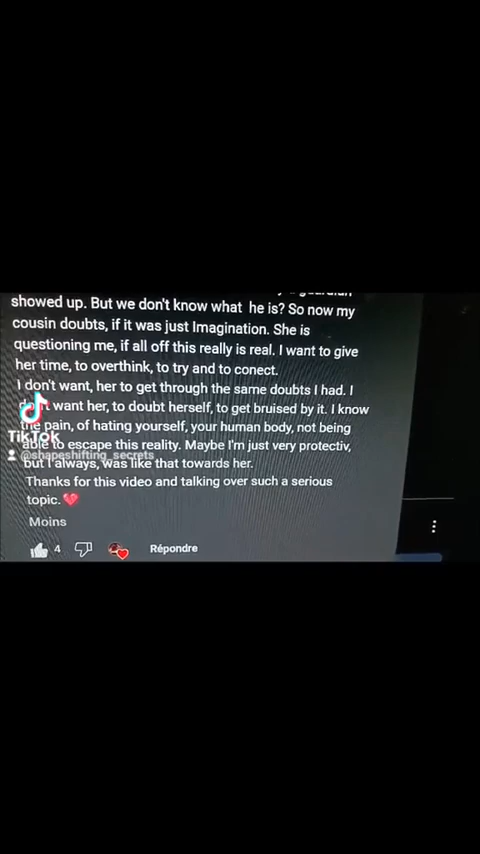 showed up. But we don't know what he is? So now my
cousin doubts, if it was just Imagination. She is
questioning me, if all off this really is real. I want to give
her time, to overthink, to try and to conect.
I don't want, her to get through the same doubts I had. I
want her, to doubt herself, to get bruised by it. I know
the pain, of hating yourself, your human body, not being
TikTok
able to escape this reality. Maybe I'm just very protectiv,
@shapeshifting_secrets
but I always, was like that towards her.
Thanks for this video and talking over such a serious
topic.
Moins
4
Répondre